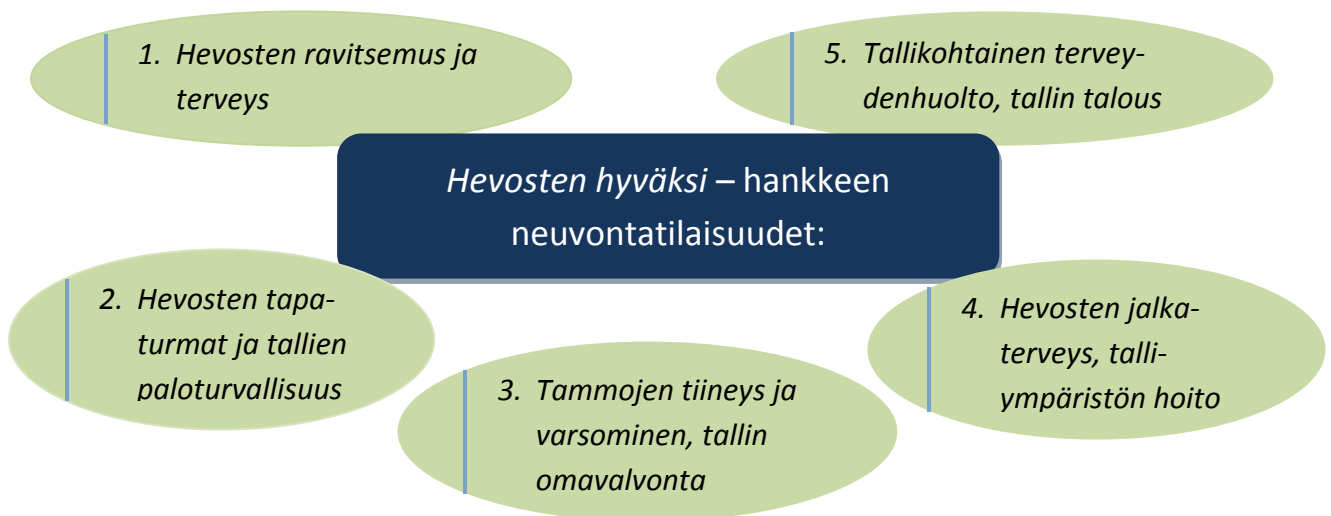 1. Hevosten ravitsemus ja
terveys
5. Tallikohtainen tervey-
denhuolto, tallin talous
Hevosten hyväksi – hankkeen
neuvontatilaisuudet:
2. Hevosten tapa-
turmat ja tallien
paloturvallisuus
3. Tammojen tiineys ja
varsominen, tallin
omavalvonta
4. Hevosten jalka-
terveys, talli-
ympäristön hoito